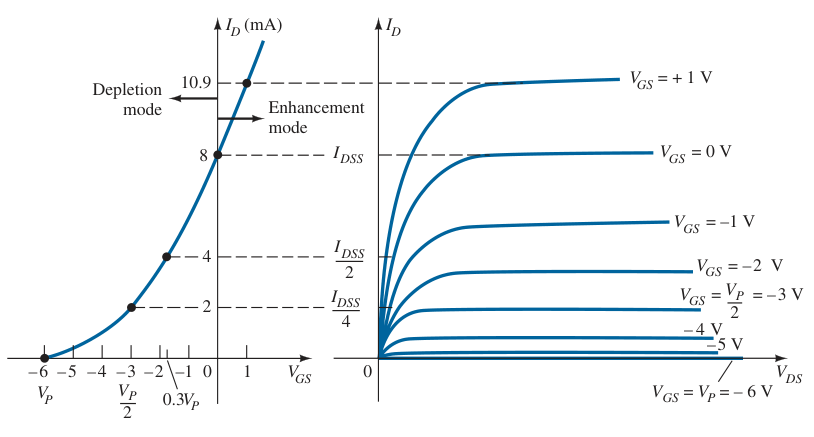 I_D (mA)
10.9
Depletion
mode
Enhancement
mode
8
4
2
–6 –5 –4 –3 –2 –1 0 1 V_GS
V_P
V_P
2
0.3V_P
I_D
I_DSS
I_DSS
2
I_DSS
4
V_GS = + 1 V
V_GS = 0 V
V_GS = –1 V
V_GS = –2 V
V_GS = V_P/2 = –3 V
– 4 V
–5 V
0
V_DS
V_GS = V_P = – 6 V